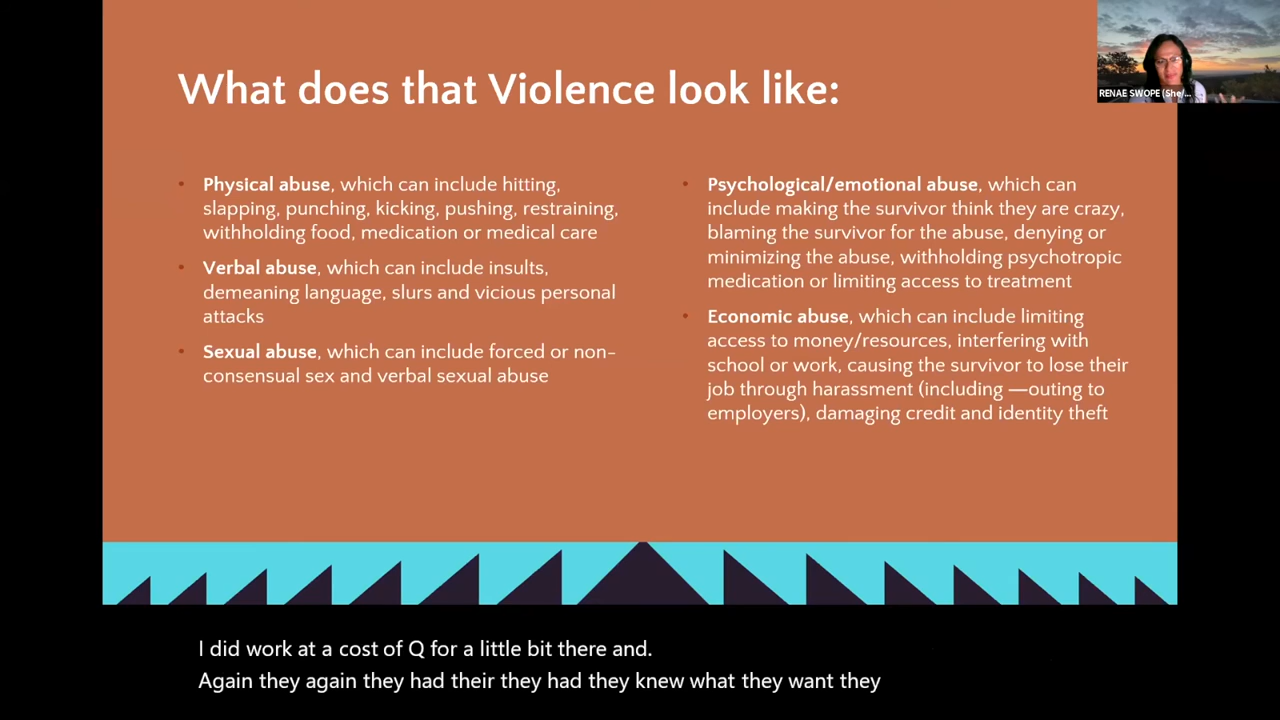 What does that Violence look like:
RENAE SWOPE (She/...
• Physical abuse, which can include hitting,
slapping, punching, kicking, pushing, restraining,
withholding food, medication or medical care
• Verbal abuse, which can include insults,
demeaning language, slurs and vicious personal
attacks
• Sexual abuse, which can include forced or non-
consensual sex and verbal sexual abuse
• Psychological/emotional abuse, which can
include making the survivor think they are crazy,
blaming the survivor for the abuse, denying or
minimizing the abuse, withholding psychotropic
medication or limiting access to treatment
• Economic abuse, which can include limiting
access to money/resources, interfering with
school or work, causing the survivor to lose their
job through harassment (including —outing to
employers), damaging credit and identity theft
I did work at a cost of Q for a little bit there and.
Again they again they had their they had they knew what they want they